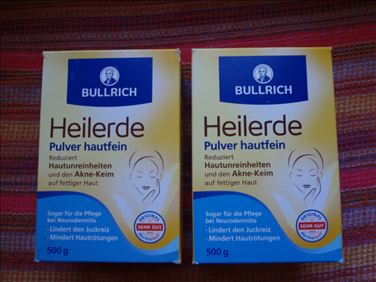 BULLRICH
Heilerde
Pulver hautfein
Reduziert
Hautunreinheiten
und den Akne-Keim
auf fettiger Haut
Sogar für die Pflege
bei Neurodermitis
- Lindert den Juckreiz
- Mindert Hautrötungen
500 g
ORIGINAL
SEHR GUT
BULLRICH
Heilerde
Pulver hautfein
Reduziert
Hautunreinheiten
und den Akne-Keim
auf fettiger Haut
Sogar für die Pflege
bei Neurodermitis
- Lindert den Juckreiz
- Mindert Hautrötungen
500 g
ORIGINAL
SEHR GUT